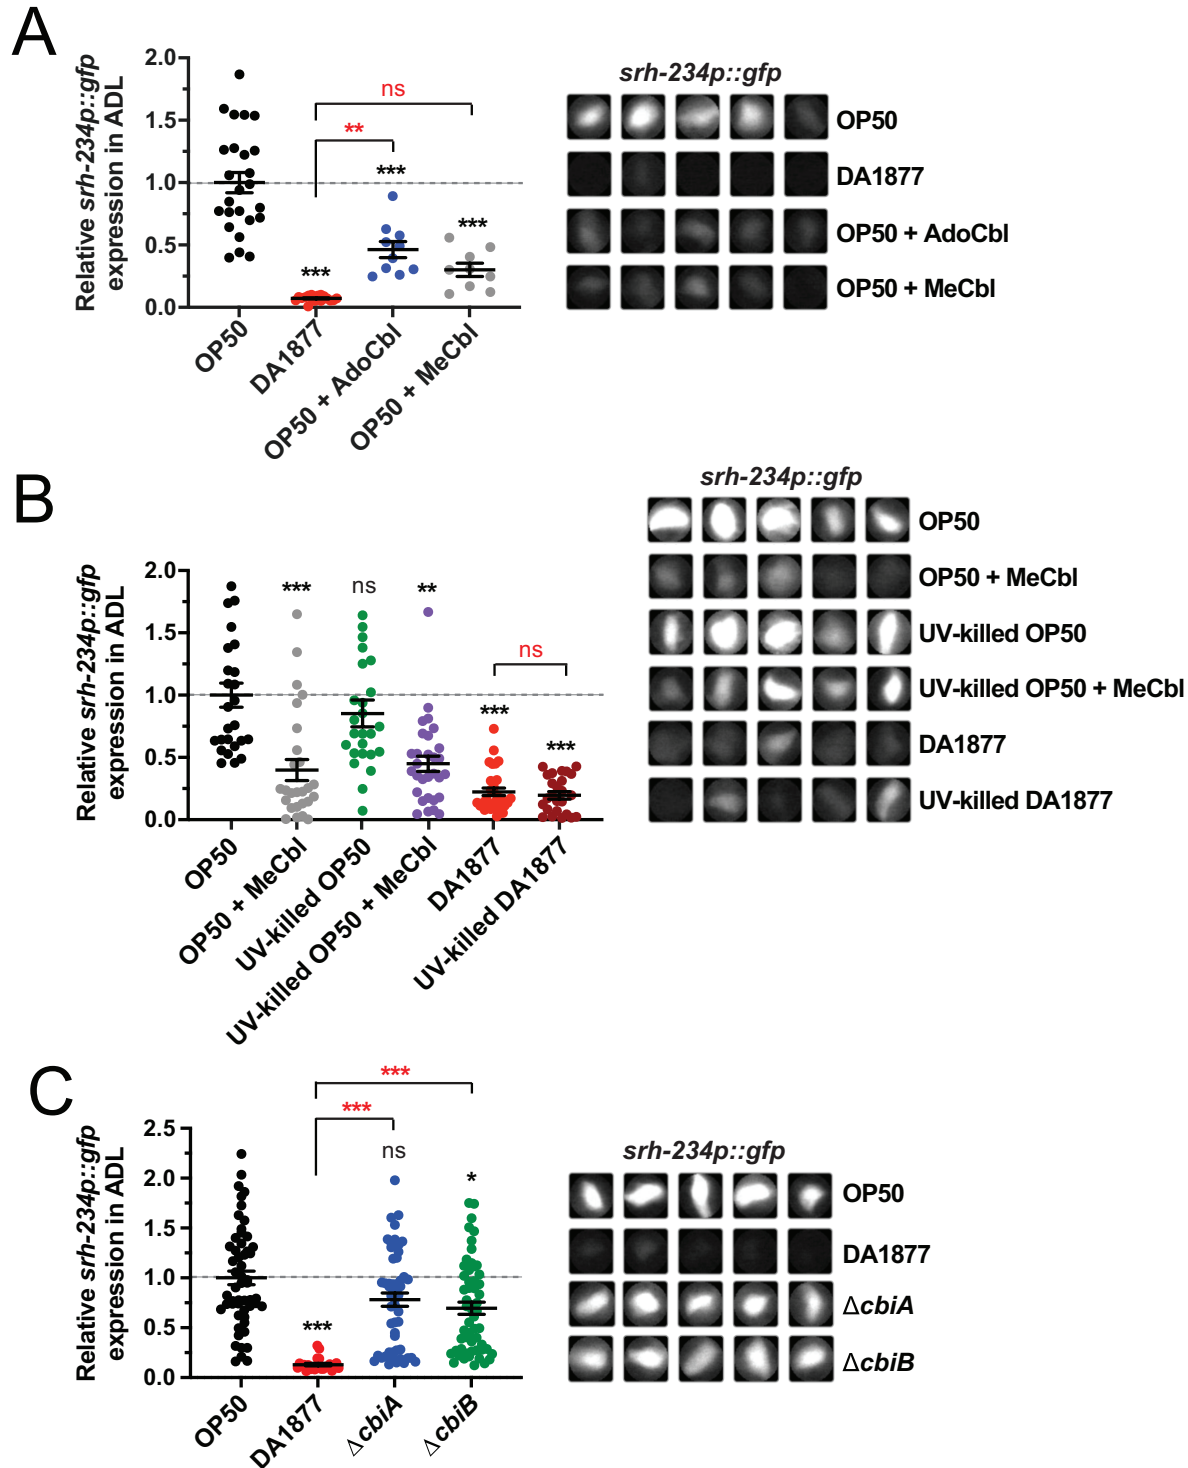 A
Relative srh-234p::gfp
expression in ADL
2.0
1.5
1.0
0.5
0.0
ns
**
***
***
***
OP50
DA1877
OP50 + AdoCbl
OP50 + MeCbl
srh-234p::gfp
OP50
DA1877
OP50 + AdoCbl
OP50 + MeCbl
B
Relative srh-234p::gfp
expression in ADL
2.0
1.5
1.0
0.5
0.0
***
ns
**
ns
***
***
OP50
OP50 + MeCbl
UV-killed OP50
UV-killed OP50 + MeCbl
DA1877
UV-killed DA1877
srh-234p::gfp
OP50
OP50 + MeCbl
UV-killed OP50
UV-killed OP50 + MeCbl
DA1877
UV-killed DA1877
C
Relative srh-234p::gfp
expression in ADL
2.5
2.0
1.5
1.0
0.5
0.0
***
***
ns
*
***
OP50
DA1877
ΔcbiA
ΔcbiB
srh-234p::gfp
OP50
DA1877
ΔcbiA
ΔcbiB